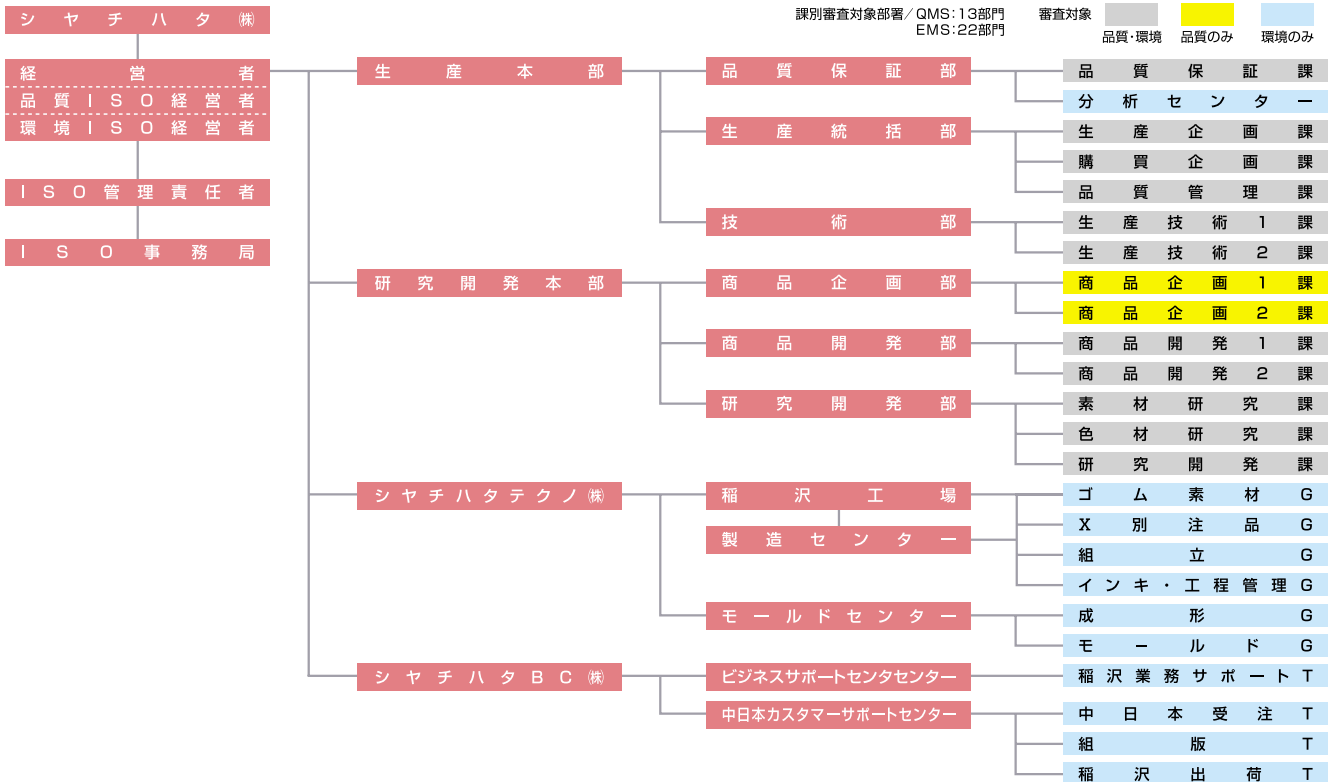 シヤチハタ㈱
課別審査対象部署/QMS:13部門
EMS:22部門
審査対象
品質・環境
品質のみ
環境のみ
経営者
品質ISO経営者
環境ISO経営者
ISO管理責任者
ISO事務局
生産本部
品質保証部
品質保証課
分析センター
生産統括部
生産企画課
購買企画課
品質管理課
技術部
生産技術1課
生産技術2課
研究開発本部
商品企画部
商品企画1課
商品企画2課
商品開発部
商品開発1課
商品開発2課
研究開発部
素材研究課
色材研究課
研究開発課
シヤチハタテクノ㈱
稲沢工場
製造センター
ゴム素材G
X別注品G
組立G
インキ・工程管理G
モールドセンター
成形G
モールドG
シヤチハタBC㈱
ビジネスサポートセンタセンター
稲沢業務サポートT
中日本カスタマーサポートセンター
中日本受注T
組版T
稲沢出荷T